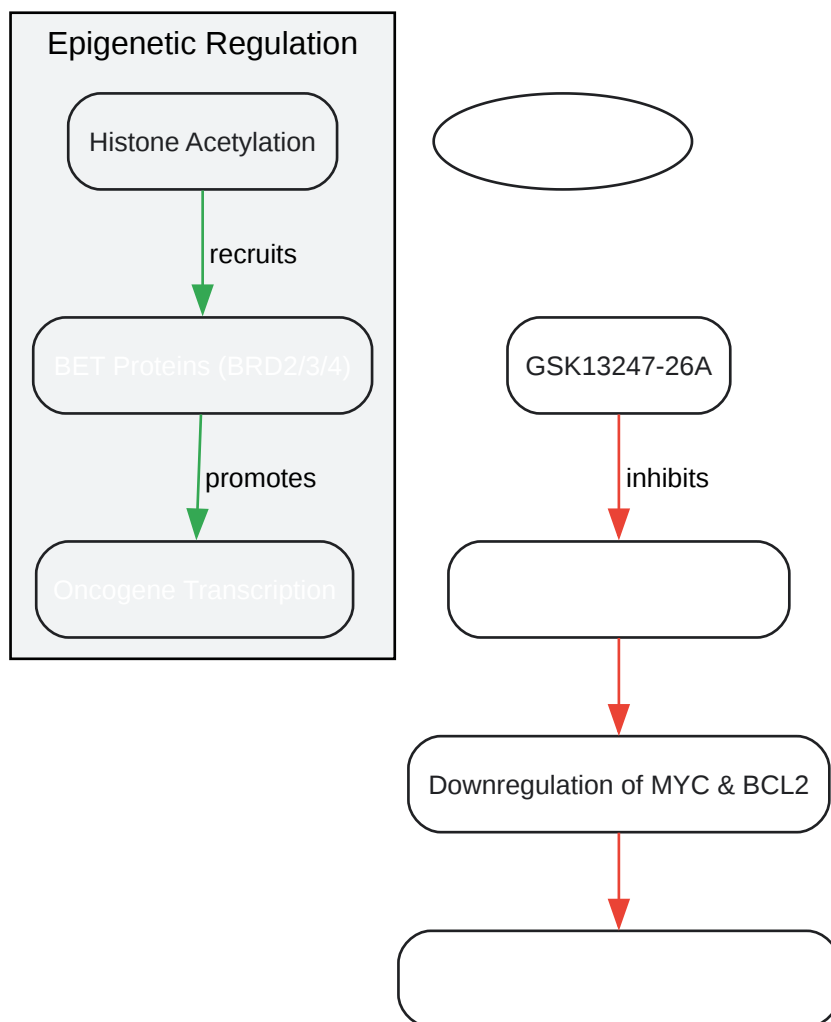 Epigenetic Regulation
Histone Acetylation
recruits
BET Proteins (BRD2/3/4)
promotes
Oncogene Transcription
GSK13247-26A
inhibits
Downregulation of MYC & BCL2